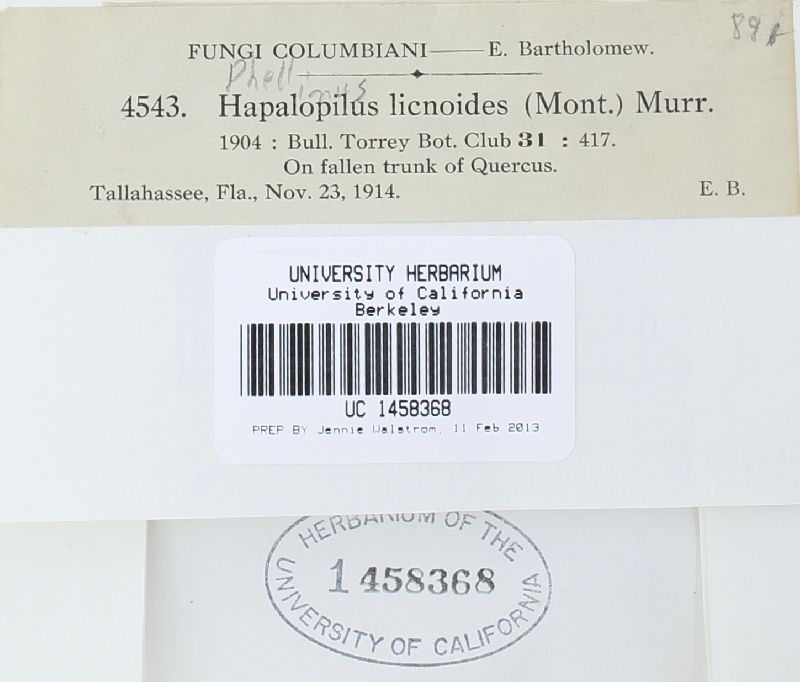 89
FUNGI COLUMBIANI——E. Bartholomew.
Phellinus
4543. Hapalopilus licnoides (Mont.) Murr.
1904 : Bull. Torrey Bot. Club 31 : 417.
On fallen trunk of Quercus.
Tallahassee, Fla., Nov. 23, 1914. E. B.
UNIVERSITY HERBARIUM
University of California
Berkeley
UC 1458368
PREP BY Jennie Walstrom, 11 Feb 2013
HERBARIUM OF THE
1458368
UNIVERSITY OF CALIFORNIA